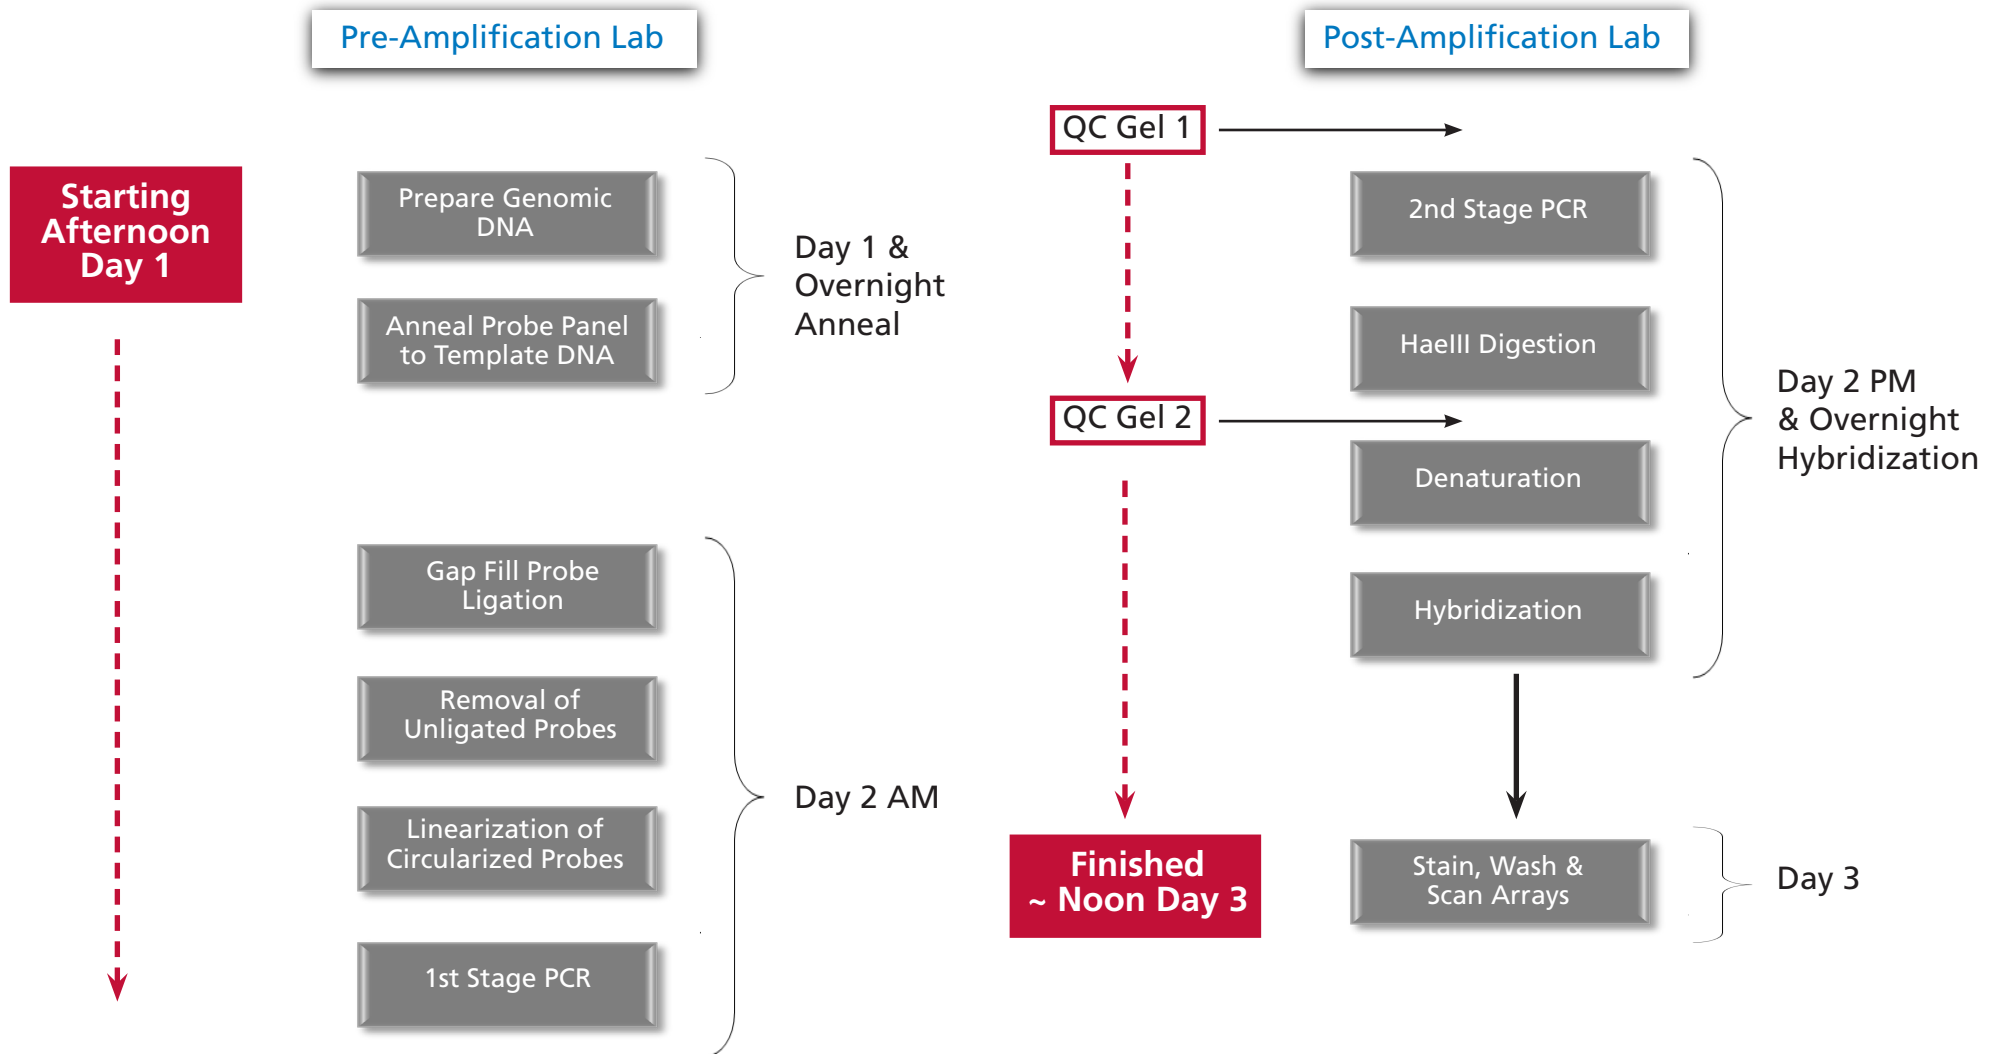 Pre-Amplification Lab
Starting
Afternoon
Day 1
Prepare Genomic
DNA
Anneal Probe Panel
to Template DNA
Day 1 &
Overnight
Anneal
Gap Fill Probe
Ligation
Removal of
Unligated Probes
Linearization of
Circularized Probes
1st Stage PCR
Day 2 AM
Post-Amplification Lab
QC Gel 1
2nd Stage PCR
HaeIII Digestion
QC Gel 2
Denaturation
Hybridization
Day 2 PM
& Overnight
Hybridization
Finished
~ Noon Day 3
Stain, Wash &
Scan Arrays
Day 3